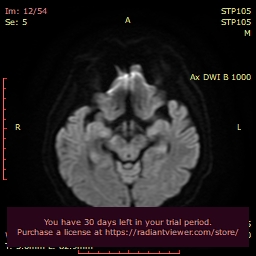 Im: 12/54
Se: 5
A
STP105
STP105
M
Ax DWI B 1000
R
L
You have 30 days left in your trial period.
Purchase a license at https://radiantviewer.com/store/